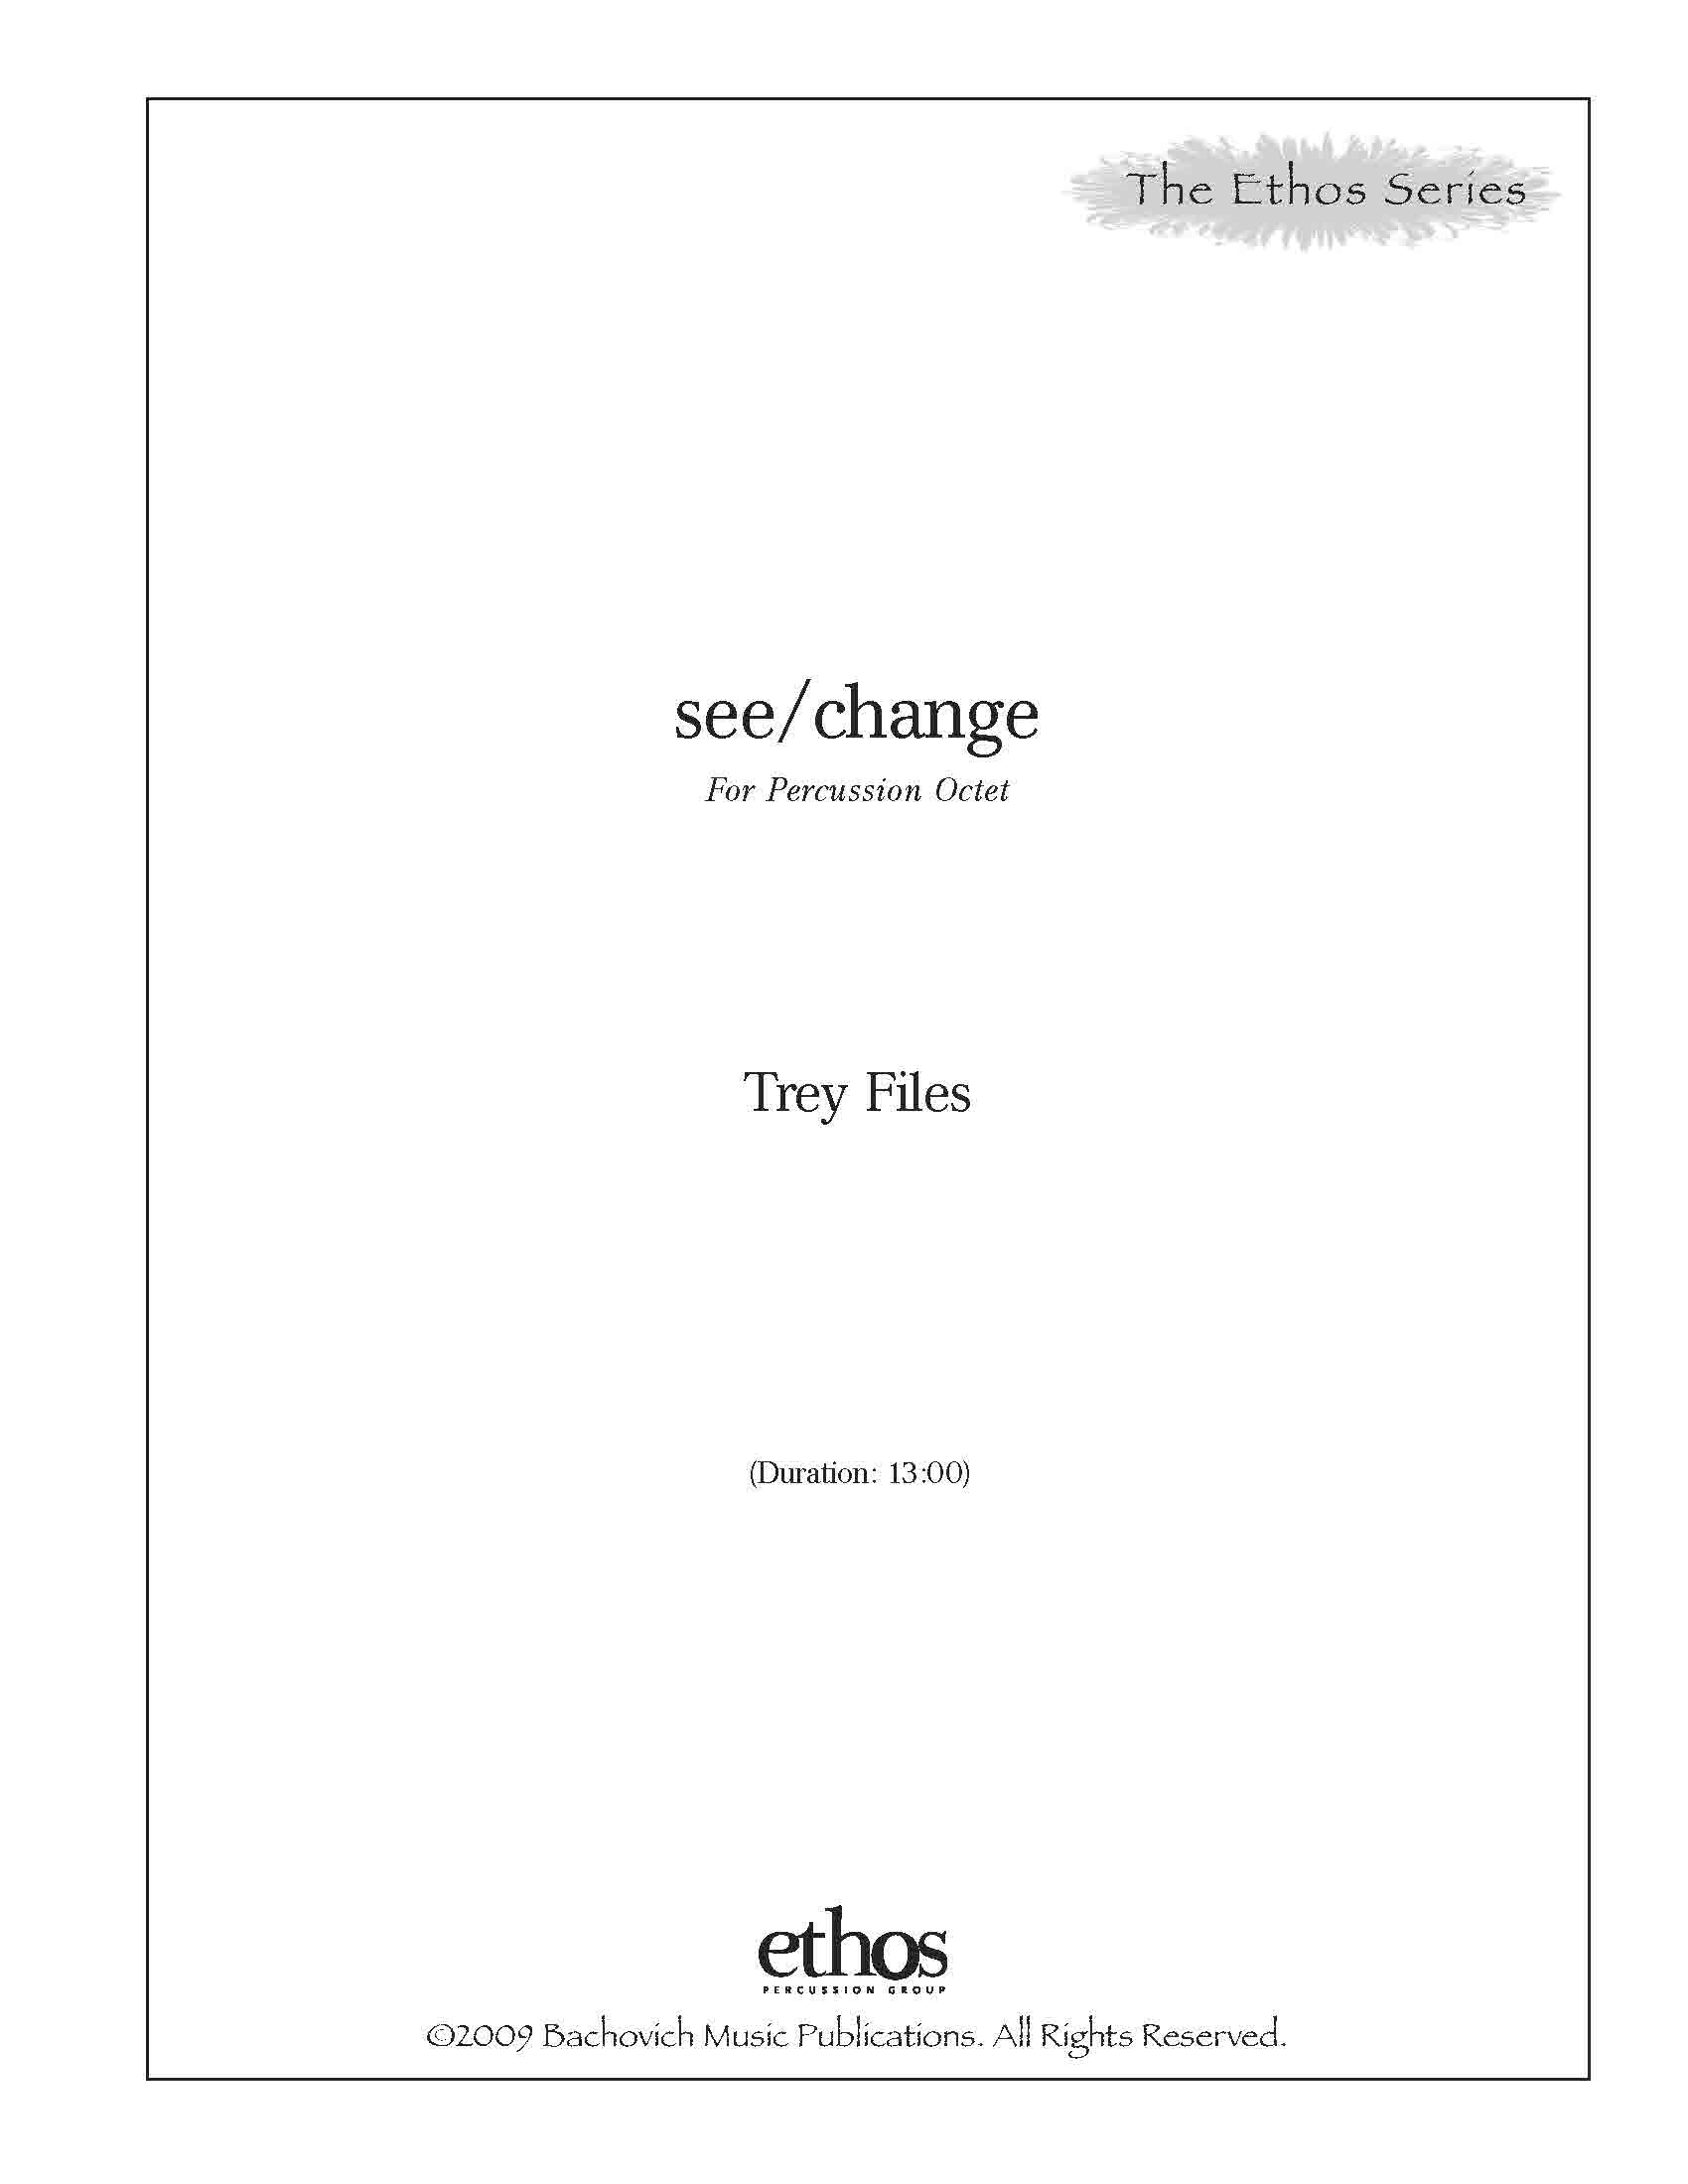 The Ethos Series
see/change
For Percussion Octet
Trey Files
(Duration: 13:00)
ethos
PERCUSSION GROUP
©2009 Bachovich Music Publications. All Rights Reserved.